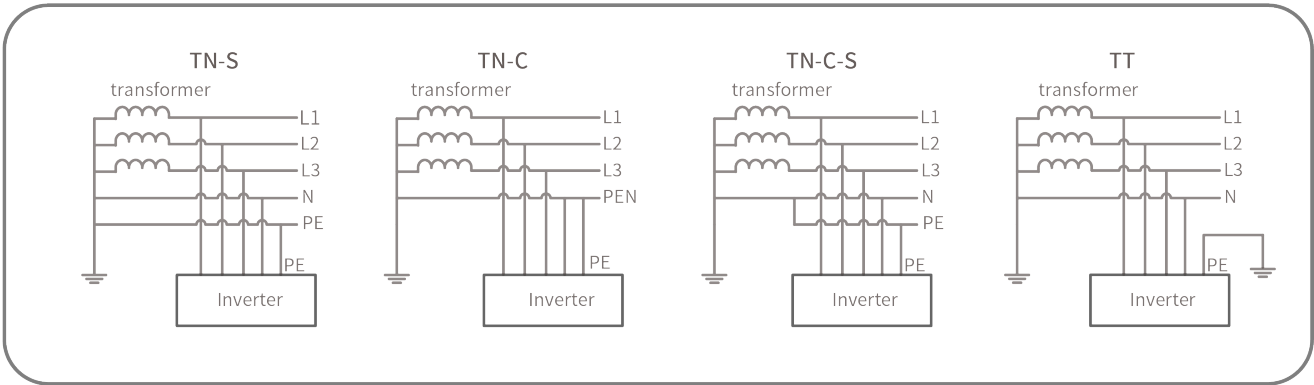 TN-S
transformer
L1
L2
L3
N
PE
PE
Inverter
TN-C
transformer
L1
L2
L3
PEN
PE
Inverter
TN-C-S
transformer
L1
L2
L3
N
PE
PE
Inverter
TT
transformer
L1
L2
L3
N
PE
Inverter